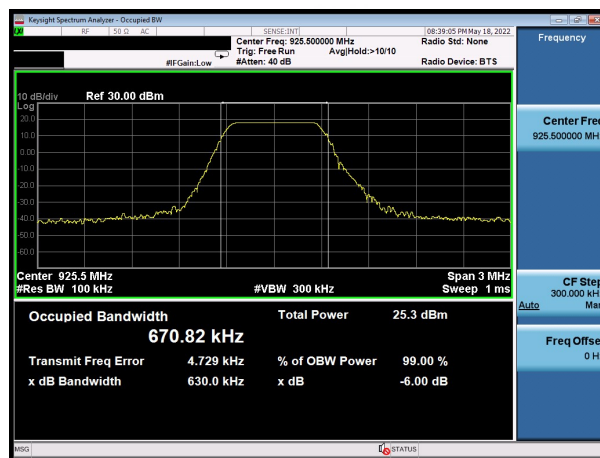 Keysight Spectrum Analyzer - Occupied BW
RF 50 Ω AC SENSE:INT 08:39:05 PM May 18, 2022
Center Freq: 925.500000 MHz Radio Std: None
Trig: Free Run Avg|Hold:>10/10
#IFGain:Low #Atten: 40 dB Radio Device: BTS
10 dB/div Ref 30.00 dBm
Log
20.0
10.0
0.00
-10.0
-20.0
-30.0
-40.0
-50.0
-60.0
Center 925.5 MHz Span 3 MHz
#Res BW 100 kHz #VBW 300 kHz Sweep 1 ms
Occupied Bandwidth Total Power 25.3 dBm
670.82 kHz
Transmit Freq Error 4.729 kHz % of OBW Power 99.00 %
x dB Bandwidth 630.0 kHz x dB -6.00 dB
Frequency
Center Fre
925.500000 MH
CF Step
300.000 kH
Auto Ma
Freq Offse
0 H
MSG STATUS